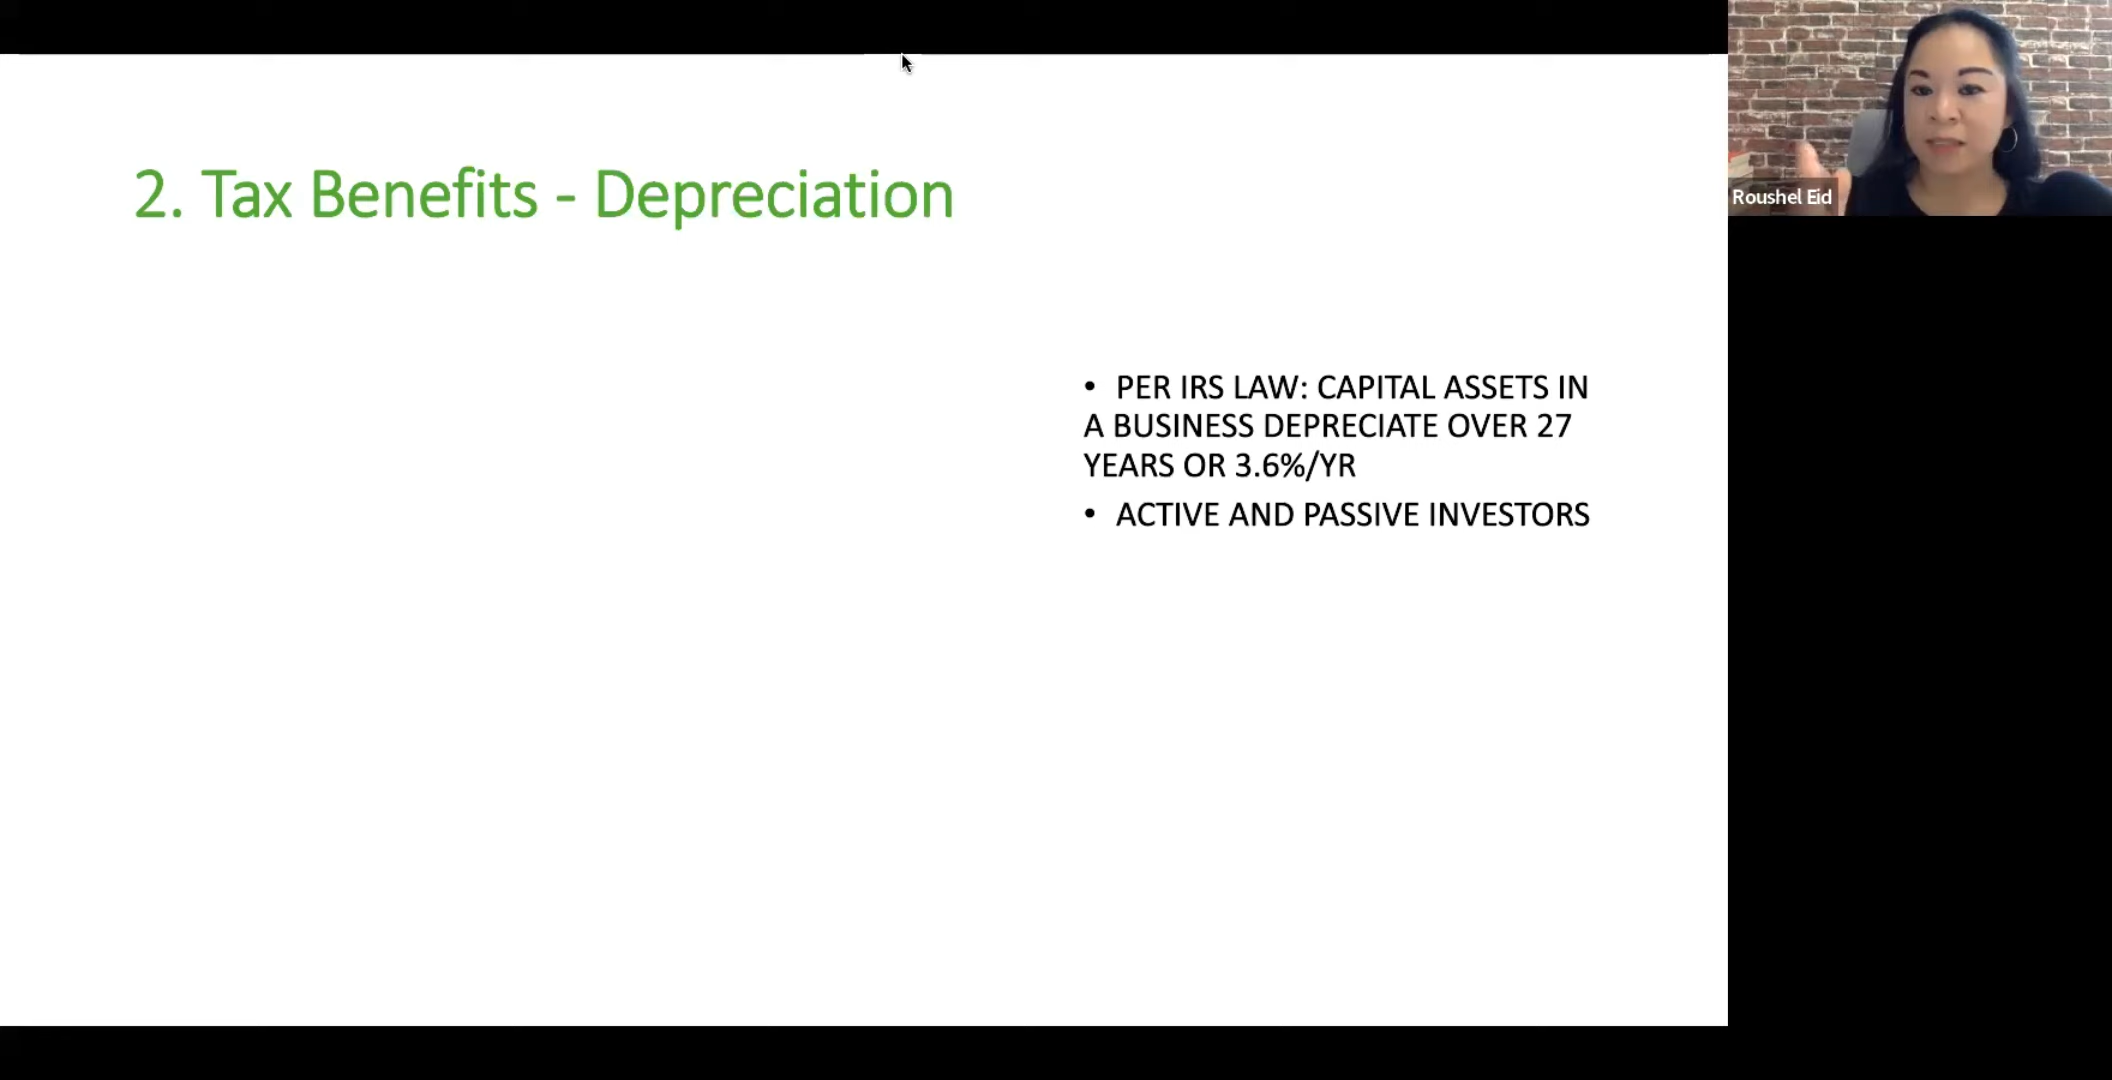 2. Tax Benefits - Depreciation
• PER IRS LAW: CAPITAL ASSETS IN
A BUSINESS DEPRECIATE OVER 27
YEARS OR 3.6%/YR
• ACTIVE AND PASSIVE INVESTORS
Roushel Eid